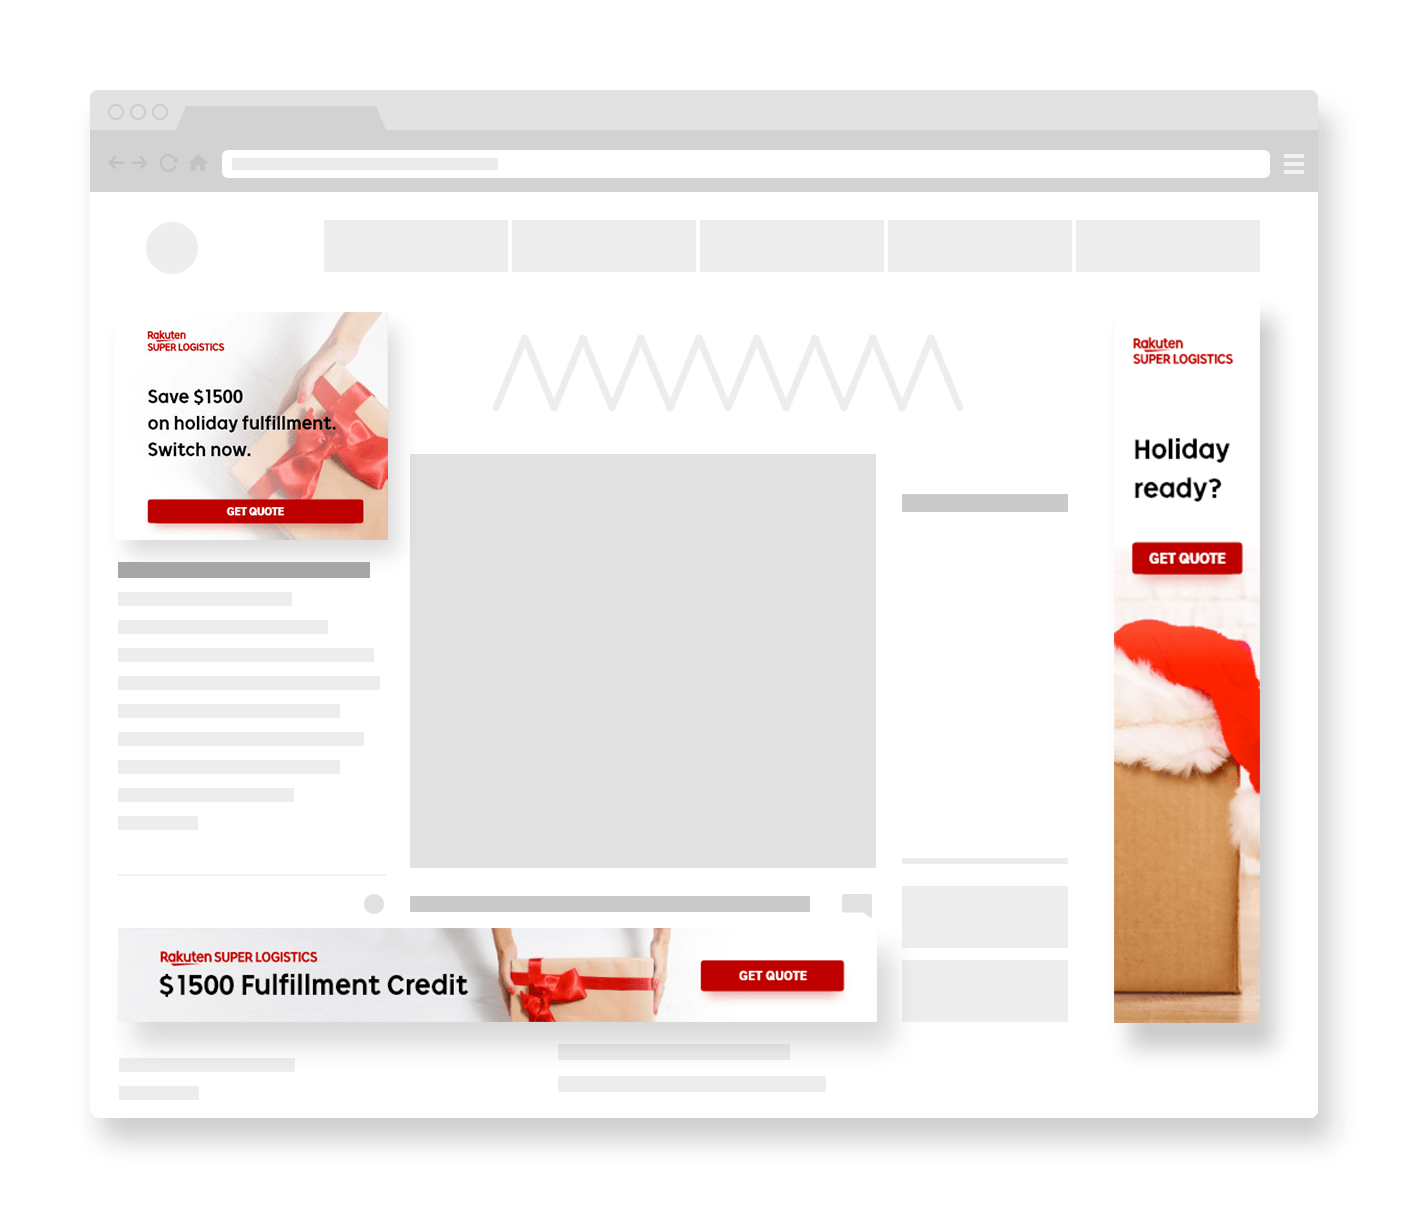 Rakuten
SUPER LOGISTICS
Save $1500
on holiday fulfillment.
Switch now.
GET QUOTE
Rakuten
SUPER LOGISTICS
Holiday
ready?
GET QUOTE
Rakuten SUPER LOGISTICS
$1500 Fulfillment Credit
GET QUOTE